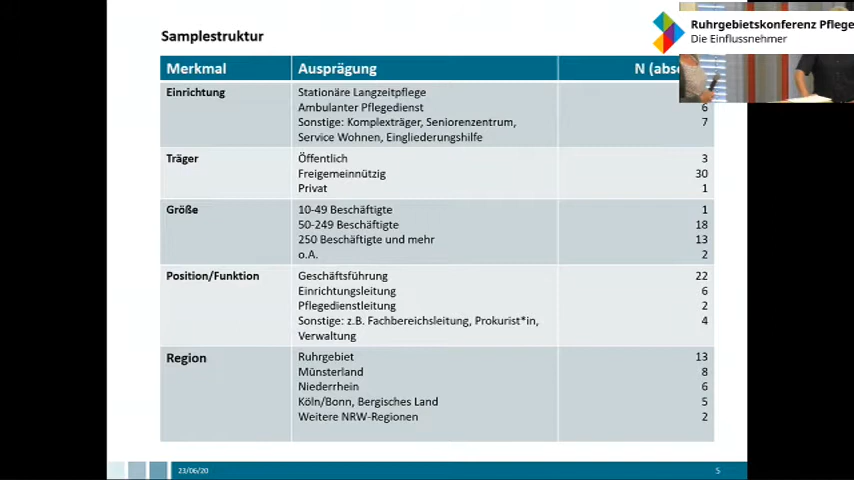 Samplestruktur
Ruhrgebietskonferenz Pflege
Die Einflussnehmer
Merkmal Ausprägung N (abso
Einrichtung Stationäre Langzeitpflege
Ambulanter Pflegedienst 6
Sonstige: Komplexträger, Seniorenzentrum, 7
Service Wohnen, Eingliederungshilfe
Träger Öffentlich 3
Freigemeinnützig 30
Privat 1
Größe 10-49 Beschäftigte 1
50-249 Beschäftigte 18
250 Beschäftigte und mehr 13
o.A. 2
Position/Funktion Geschäftsführung 22
Einrichtungsleitung 6
Pflegedienstleitung 2
Sonstige: z.B. Fachbereichsleitung, Prokurist*in, 4
Verwaltung
Region Ruhrgebiet 13
Münsterland 8
Niederrhein 6
Köln/Bonn, Bergisches Land 5
Weitere NRW-Regionen 2
23/06/20 5